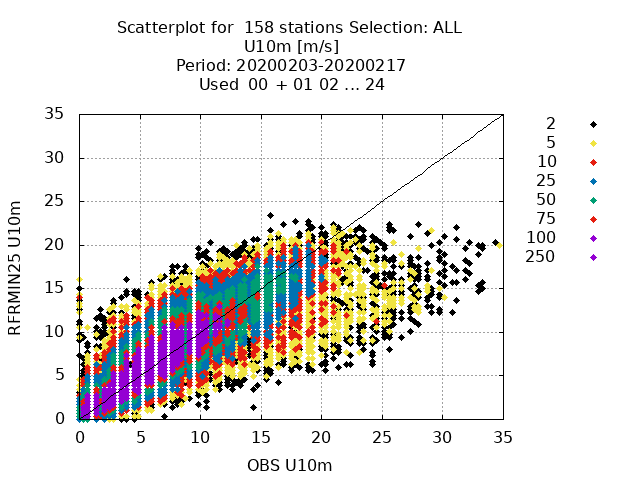 Scatterplot for  158 stations Selection: ALL
U10m [m/s]
Period: 20200203-20200217
Used  00 + 01 02 ... 24
35
30
25
20
15
10
5
0
RFRMIN25 U10m
0 5 10 15 20 25 30 35
OBS U10m
2
5
10
25
50
75
100
250